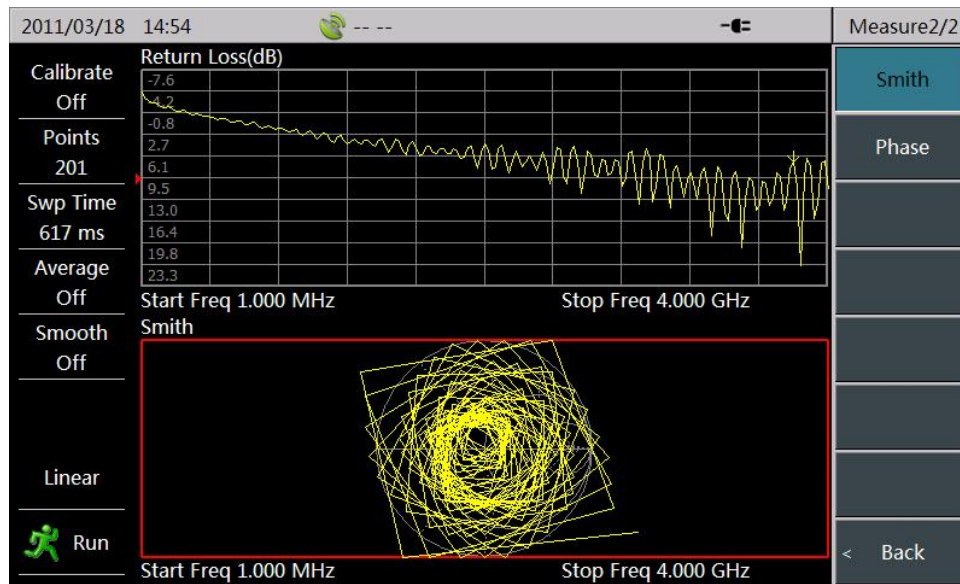 2011/03/18 14:54 -- -- Measure2/2
Calibrate
Off
Points
201
Swp Time
617 ms
Average
Off
Smooth
Off
Linear
Run
Return Loss(dB)
-7.6
-4.2
-0.8
2.7
6.1
9.5
13.0
16.4
19.8
23.3
Start Freq 1.000 MHz Stop Freq 4.000 GHz
Smith
Start Freq 1.000 MHz Stop Freq 4.000 GHz
Smith
Phase
< Back